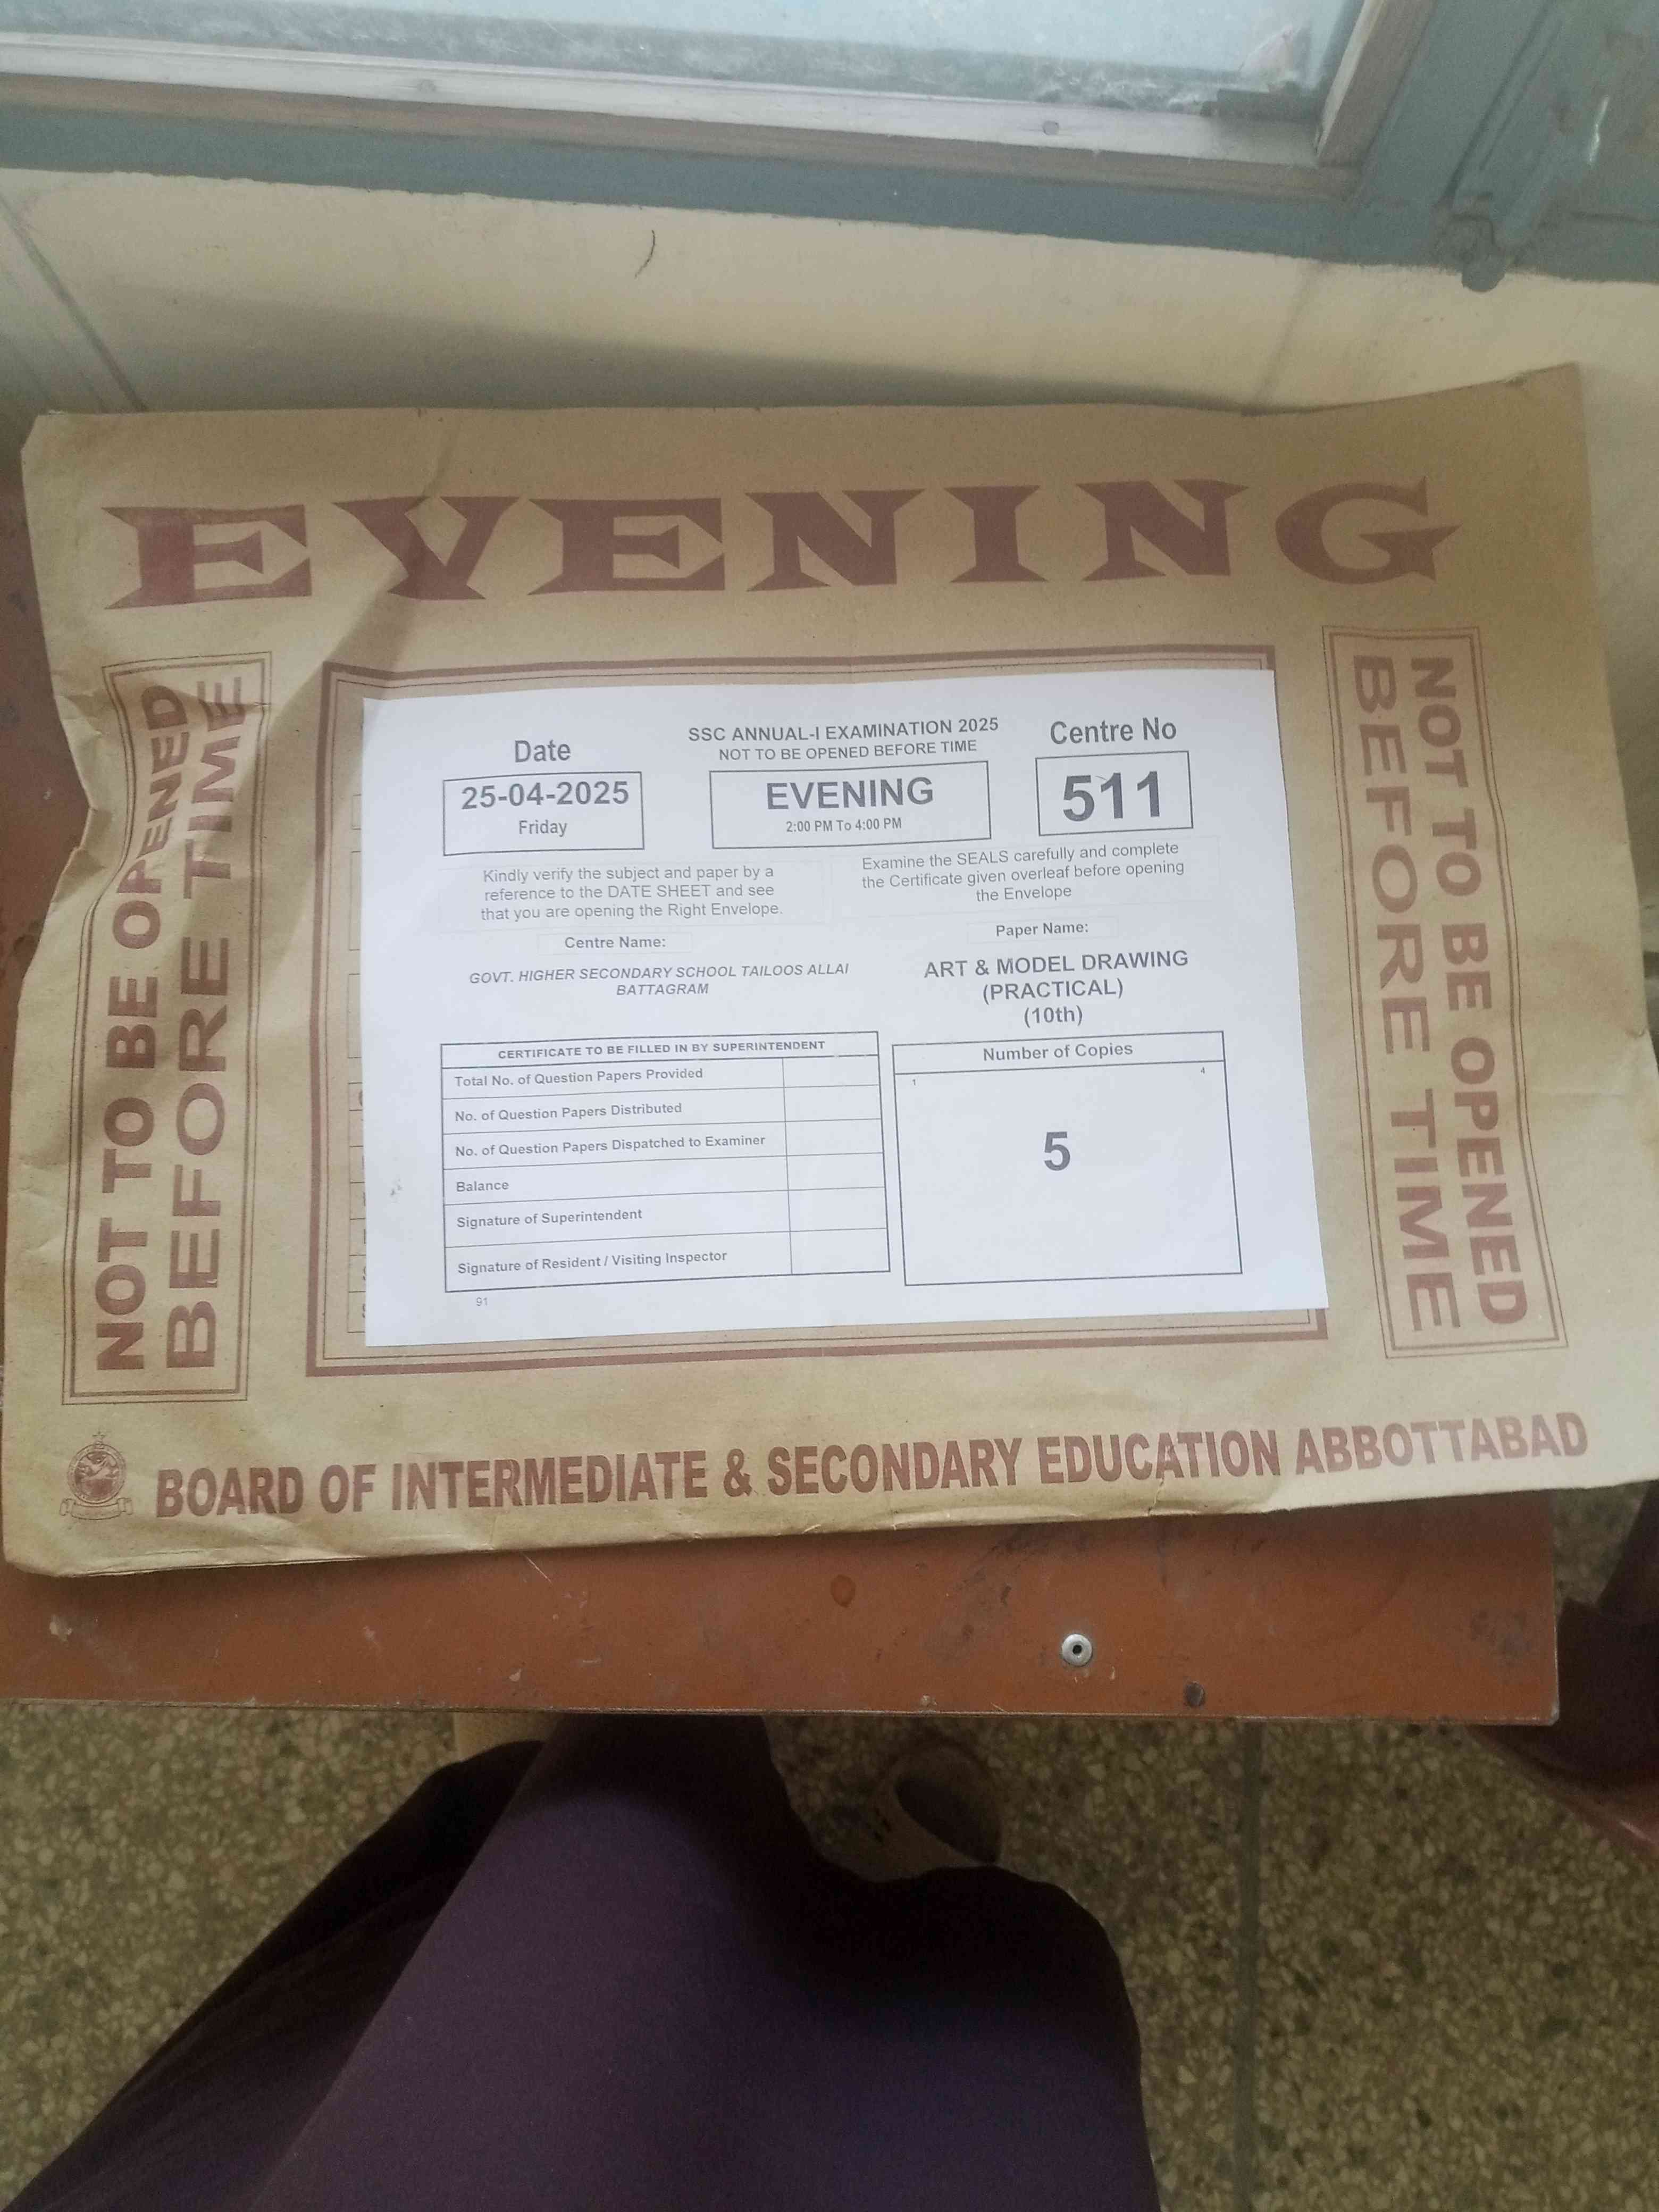 EVENING
NOT TO BE OPENED
BEFORE TIME
Date
25-04-2025
Friday
SSC ANNUAL-I EXAMINATION 2025
NOT TO BE OPENED BEFORE TIME
EVENING
2:00 PM To 4:00 PM
Centre No
511
Kindly verify the subject and paper by a
reference to the DATE SHEET and see
that you are opening the Right Envelope.
Examine the SEALS carefully and complete
the Certificate given overleaf before opening
the Envelope
Centre Name:
GOVT. HIGHER SECONDARY SCHOOL TAILOOS ALLAI
BATTAGRAM
Paper Name:
ART & MODEL DRAWING
(PRACTICAL)
(10th)
CERTIFICATE TO BE FILLED IN BY SUPERINTENDENT
Total No. of Question Papers Provided
No. of Question Papers Distributed
No. of Question Papers Dispatched to Examiner
Balance
Signature of Superintendent
Signature of Resident / Visiting Inspector
Number of Copies
1 4
5
91
NOT TO BE OPENED
BEFORE TIME
BOARD OF INTERMEDIATE & SECONDARY EDUCATION ABBOTTABAD